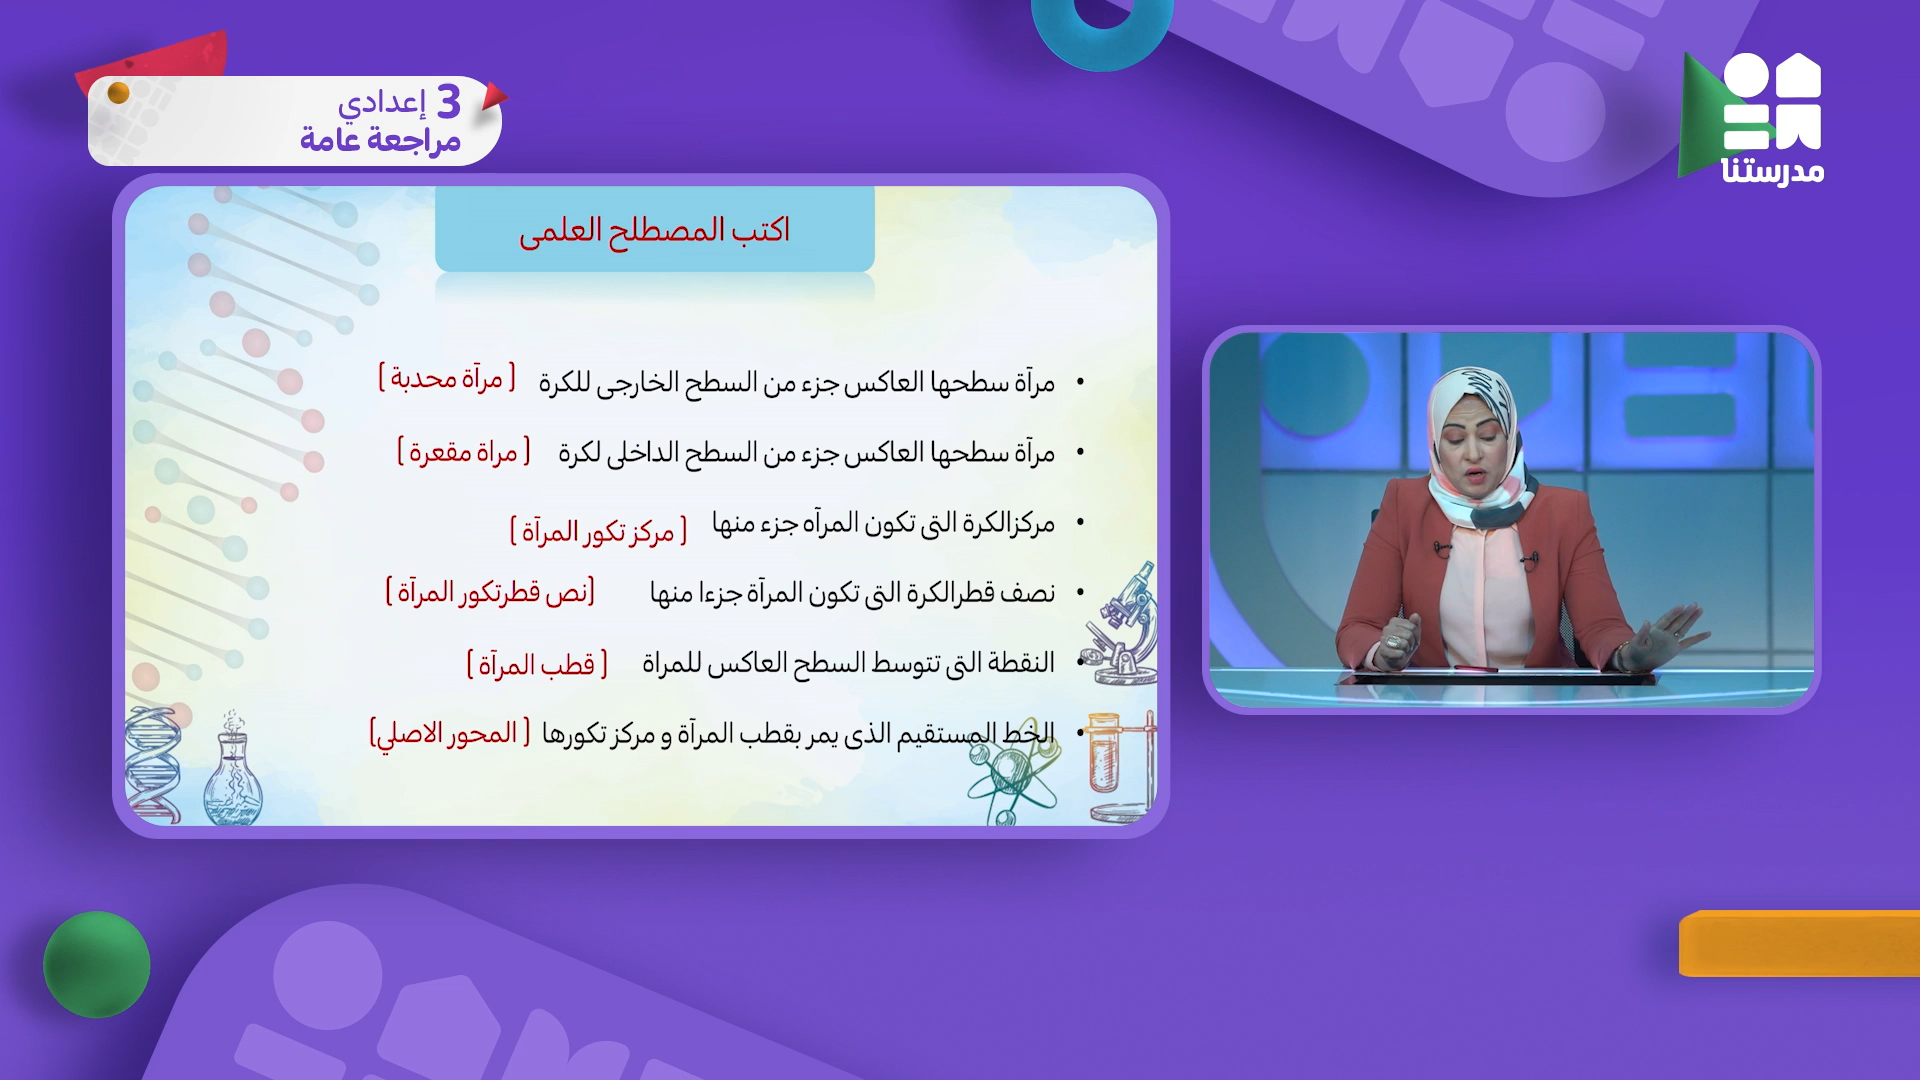 3 إعدادي
مراجعة عامة
مدرستنا
اكتب المصطلح العلمى
• مرآة سطحها العاكس جزء من السطح الخارجى للكرة ( مرآة محدبة )
• مرآة سطحها العاكس جزء من السطح الداخلى لكرة ( مراة مقعرة )
• مركزالكرة التى تكون المرآه جزء منها ( مركز تكور المرآة )
• نصف قطرالكرة التى تكون المرآة جزءا منها (نص قطرتكور المرآة )
• النقطة التى تتوسط السطح العاكس للمراة ( قطب المرآة )
• الخط المستقيم الذى يمر بقطب المرآة و مركز تكورها ( المحور الاصلي)